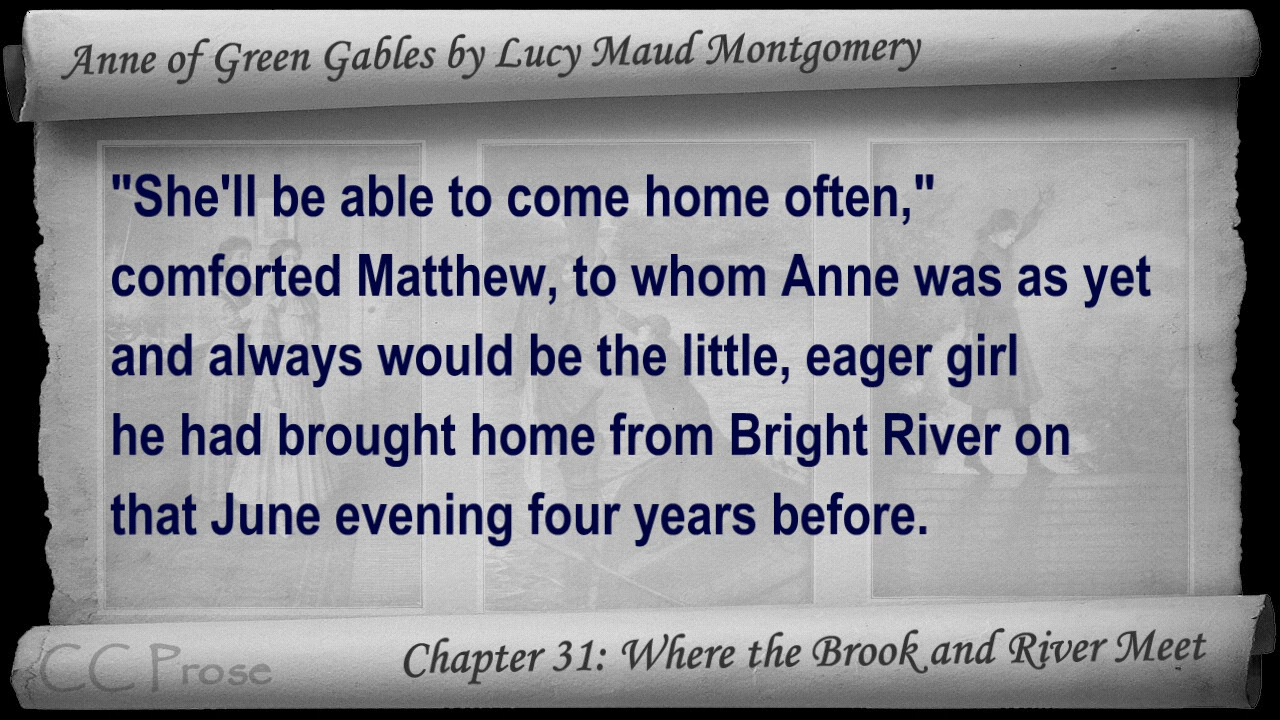 Anne of Green Gables by Lucy Maud Montgomery
"She'll be able to come home often,"
comforted Matthew, to whom Anne was as yet
and always would be the little, eager girl
he had brought home from Bright River on
that June evening four years before.
CC Prose
Chapter 31: Where the Brook and River Meet